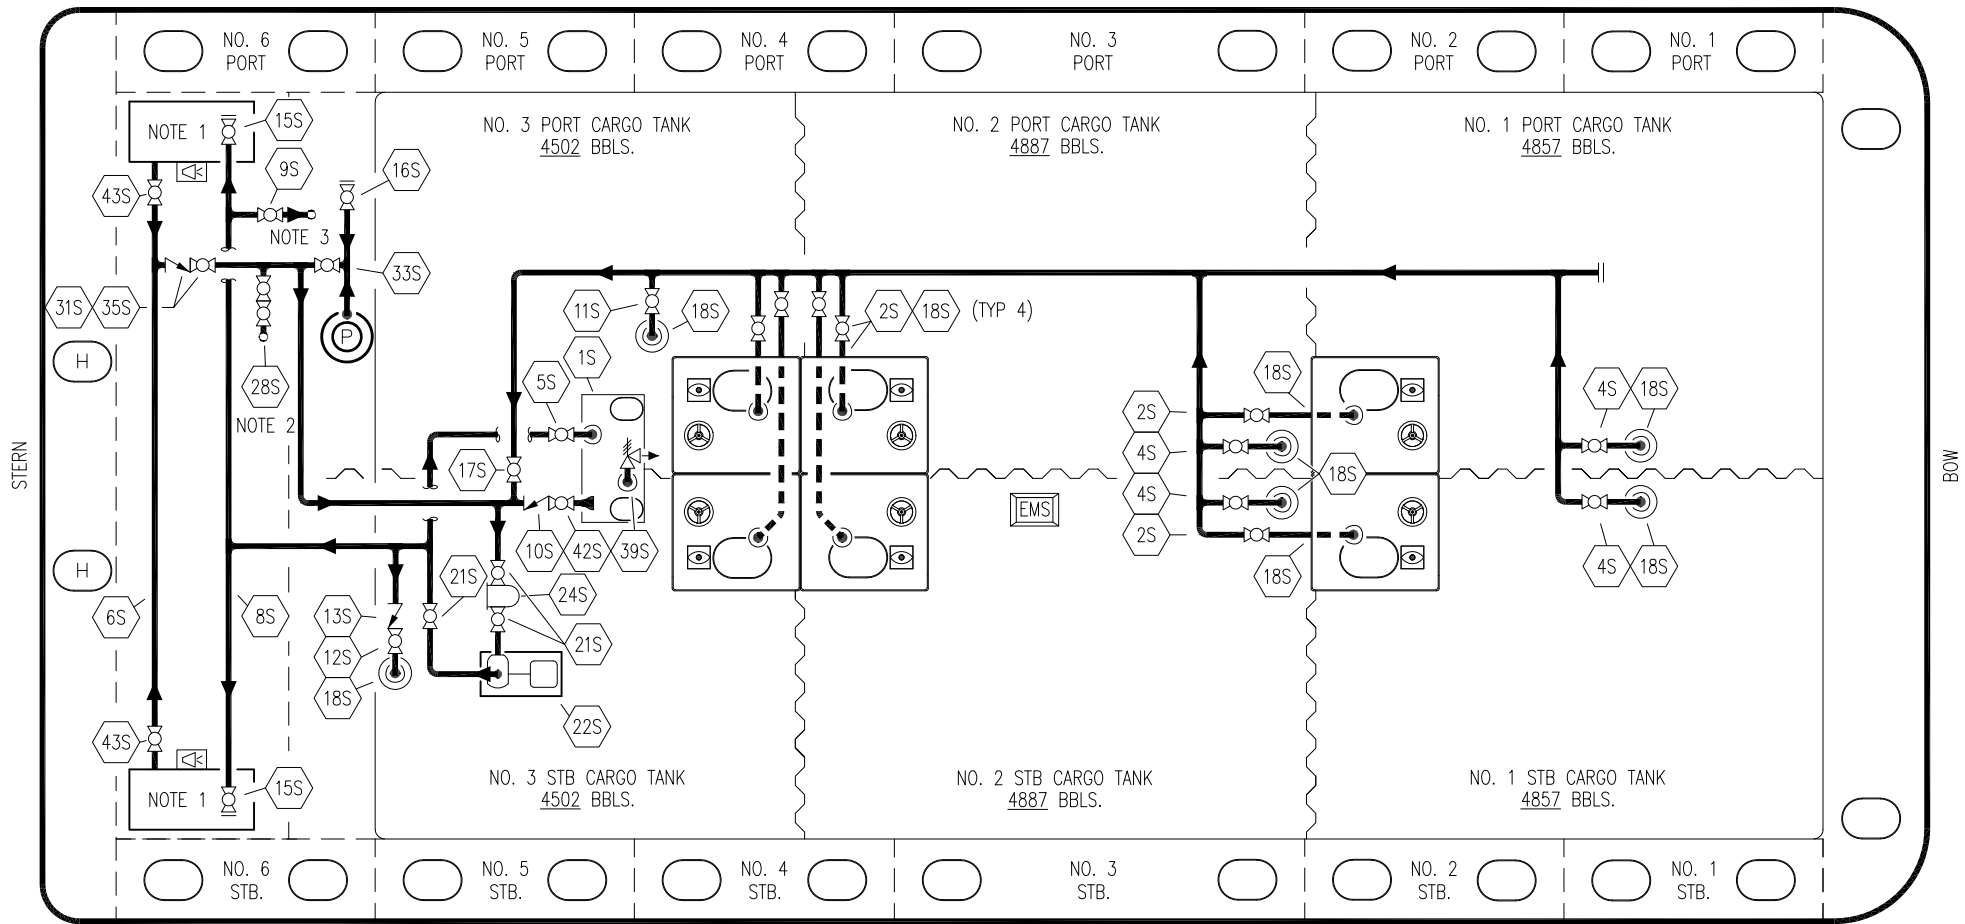 NO. 6
PORT
NO. 5
PORT
NO. 4
PORT
NO. 3
PORT
NO. 2
PORT
NO. 1
PORT
NOTE 1
15S
NO. 3 PORT CARGO TANK
4502 BBLS.
NO. 2 PORT CARGO TANK
4887 BBLS.
NO. 1 PORT CARGO TANK
4857 BBLS.
9S
16S
43S
NOTE 3
33S
31S
35S
11S
18S
2S
18S
(TYP 4)
P
1S
H
28S
5S
18S
4S
18S
NOTE 2
2S
4S
STERN
17S
18S
BOW
4S
EMS
2S
10S
42S
39S
H
21S
18S
4S
18S
6S
8S
13S
24S
12S
21S
18S
22S
43S
15S
NOTE 1
NO. 3 STB CARGO TANK
4502 BBLS.
NO. 2 STB CARGO TANK
4887 BBLS.
NO. 1 STB CARGO TANK
4857 BBLS.
NO. 6
STB.
NO. 5
STB.
NO. 4
STB.
NO. 3
STB.
NO. 2
STB.
NO. 1
STB.